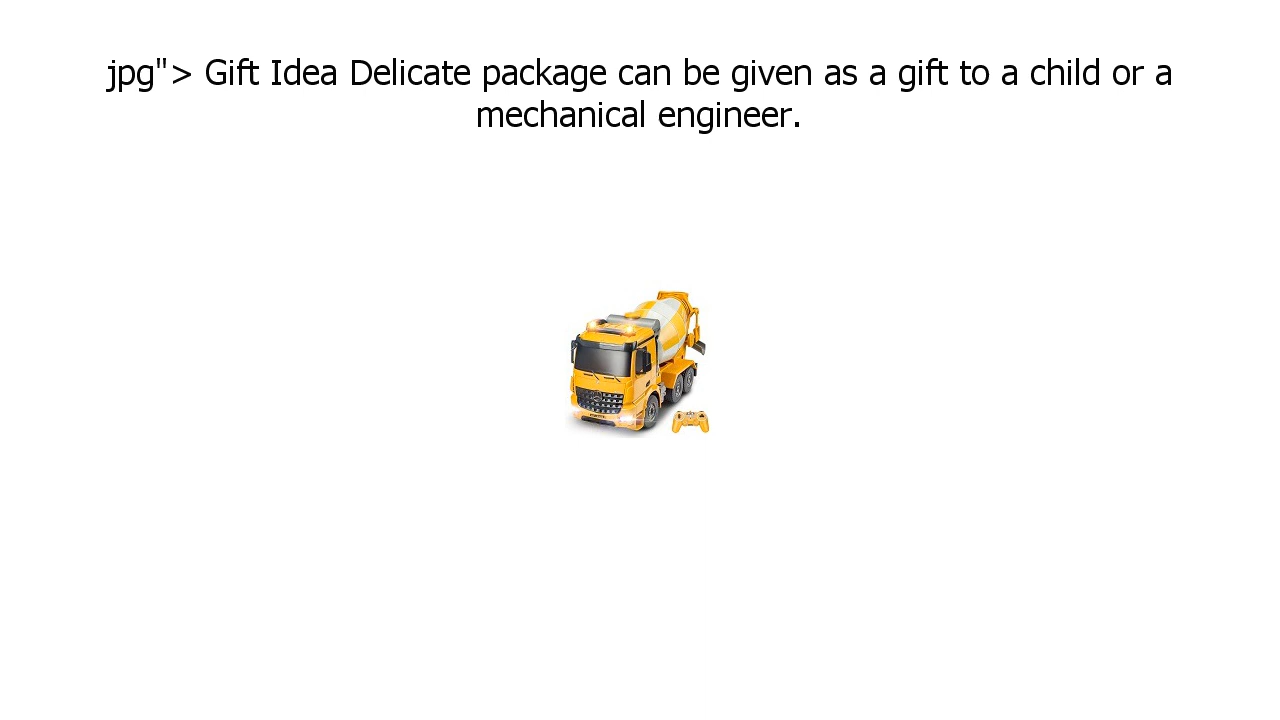 jpg"> Gift Idea Delicate package can be given as a gift to a child or a
mechanical engineer.